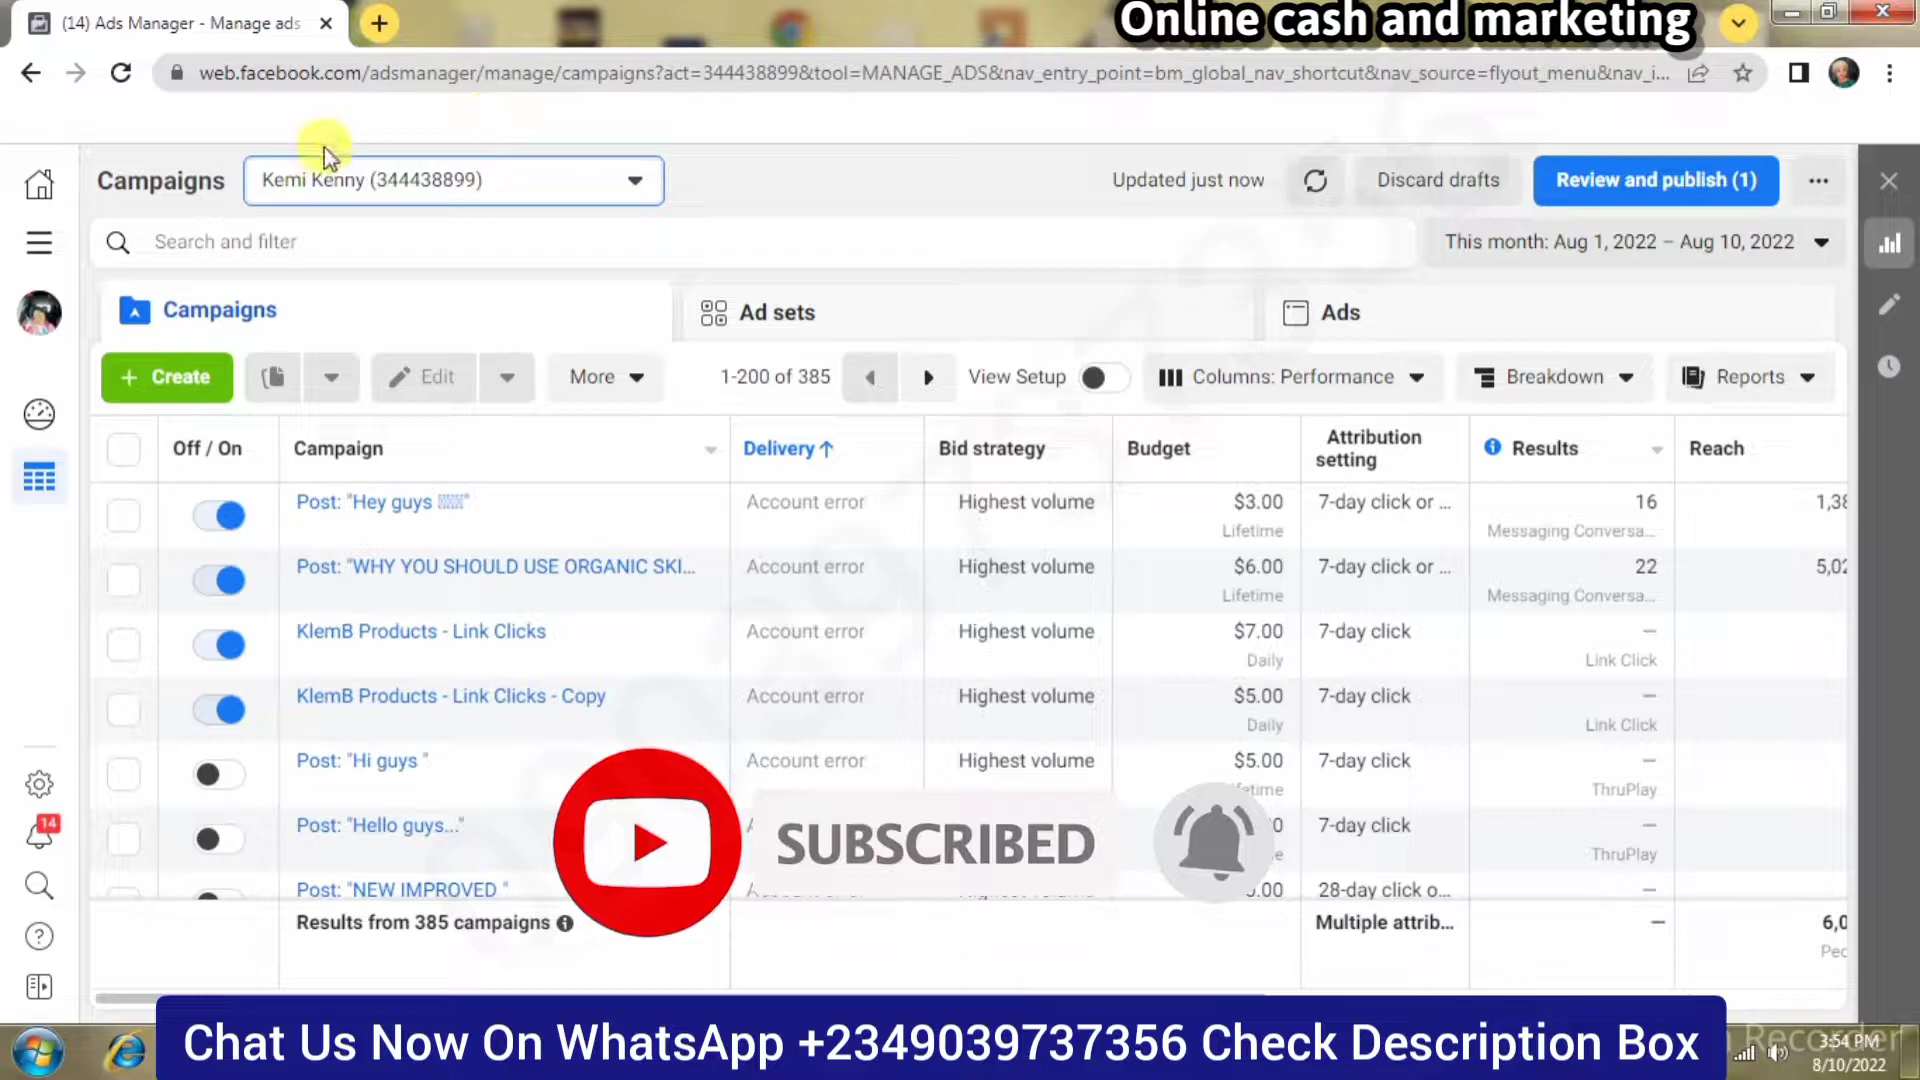 (14) Ads Manager - Manage ads
Online cash and marketing
web.facebook.com/adsmanager/manage/campaigns?act=344438899&tool=MANAGE_ADS&nav_entry_point=bm_global_nav_shortcut&nav_source=flyout_menu&nav_i...
Campaigns
Kemi Kenny (344438899)
Updated just now
Discard drafts
Review and publish (1)
Search and filter
This month: Aug 1, 2022 – Aug 10, 2022
Campaigns
Ad sets
Ads
+ Create
Edit
More
1-200 of 385
View Setup
Columns: Performance
Breakdown
Reports
Off / On
Campaign
Delivery ↑
Bid strategy
Budget
Attribution setting
Results
Reach
Post: "Hey guys
Account error
Highest volume
$3.00
Lifetime
7-day click or ...
16
Messaging Conversa...
1,38
Post: "WHY YOU SHOULD USE ORGANIC SKI...
Account error
Highest volume
$6.00
Lifetime
7-day click or ...
22
Messaging Conversa...
5,02
KlemB Products - Link Clicks
Account error
Highest volume
$7.00
Daily
7-day click
—
Link Click
KlemB Products - Link Clicks - Copy
Account error
Highest volume
$5.00
Daily
7-day click
—
Link Click
Post: "Hi guys "
Account error
Highest volume
$5.00
7-day click
—
ThruPlay
Post: "Hello guys..."
7-day click
—
ThruPlay
Post: "NEW IMPROVED "
28-day click o...
—
SUBSCRIBED
Results from 385 campaigns
Multiple attrib...
—
6,0
Peo
14
Chat Us Now On WhatsApp +2349039737356 Check Description Box
Recorder
3:54 PM
8/10/2022